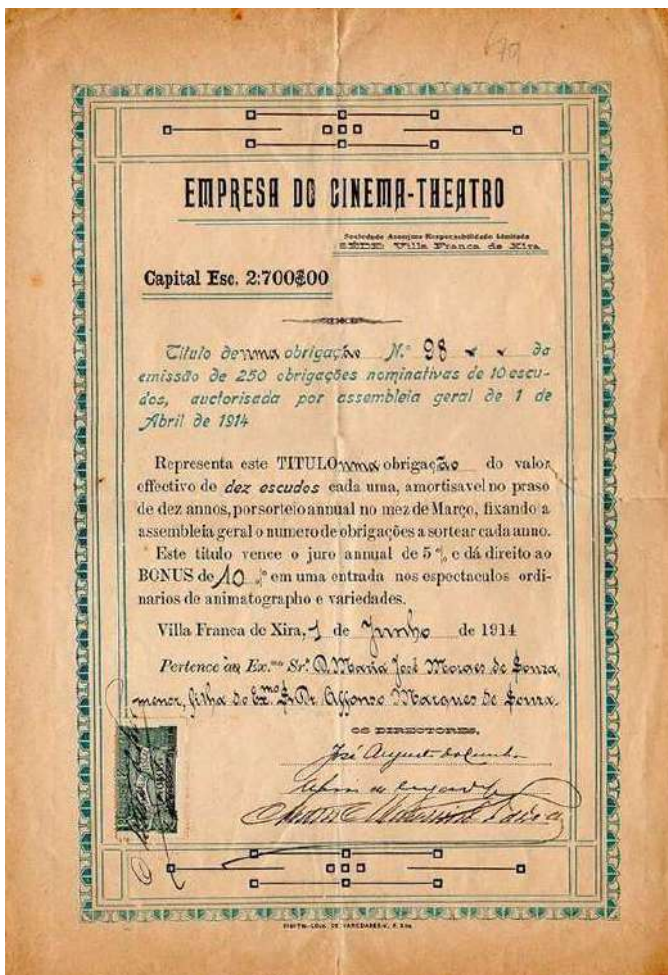 EMPRESA DO CINEMA-THEATRO
Sociedade Anonyma Responsabilidade Limitada
SÉDE: Villa Franca de Xira
Capital Esc. 2:700$00
Titulo de uma obrigação N.º 98 da
emissão de 250 obrigações nominativas de 10 escu-
dos, auctorisada por assembleia geral de 1 de
Abril de 1914
Representa este TITULO uma obrigação do valor
effectivo de dez escudos cada uma, amortisavel no praso
de dez annos, por sorteio annual no mez de Março, fixando a
assembleia geral o numero de obrigações a sortear cada anno.
Este titulo vence o juro annual de 5 % e dá direito ao
BONUS de 10 % em uma entrada nos espectaculos ordi-
narios de animatographo e variedades.
Villa Franca de Xira, 1 de Junho de 1914
Pertence ao Ex.mo Sr. D. Maria José Moraes de Souza,
menor, filha do Ex.mo Sr. Dr. Affonso Marques de Souza.
OS DIRECTORES,
José Augusto